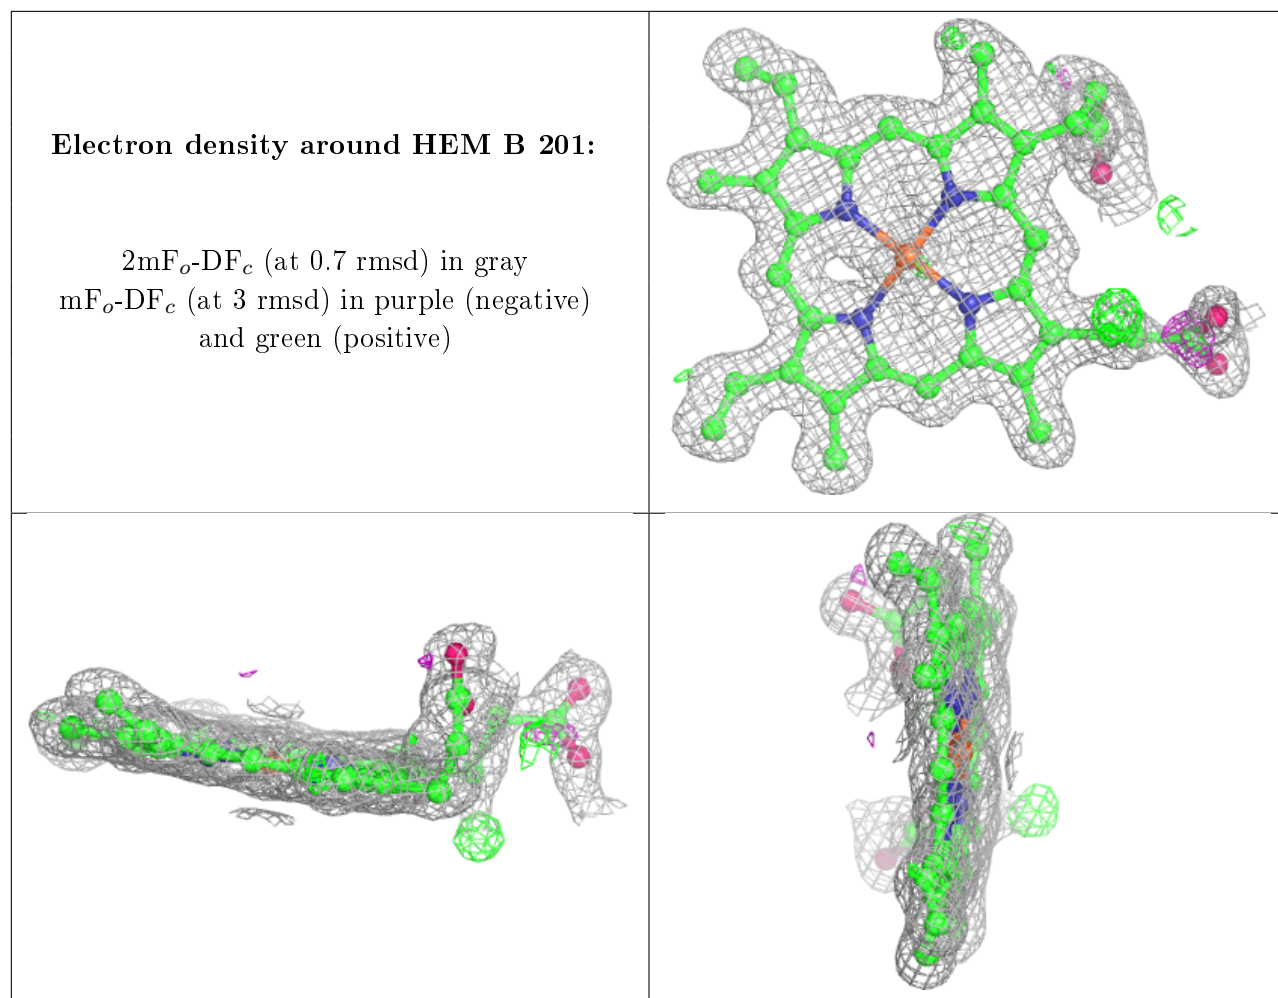 Electron density around HEM B 201:
2mFₒ-DF𝒸 (at 0.7 rmsd) in gray
mFₒ-DF𝒸 (at 3 rmsd) in purple (negative)
and green (positive)